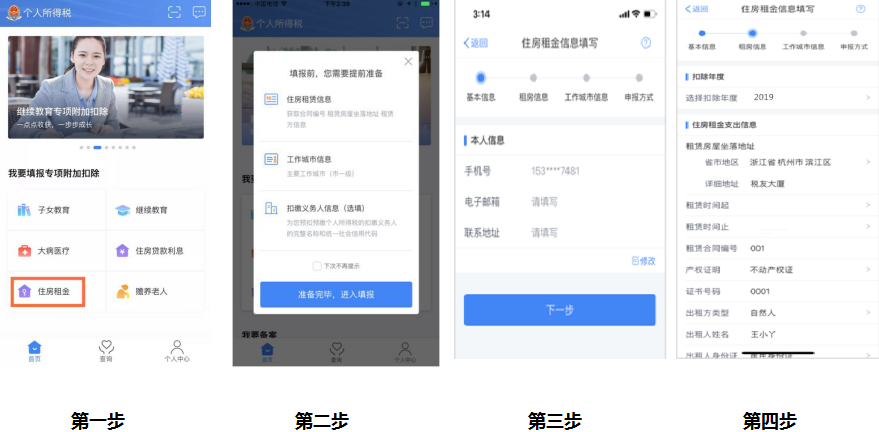 个人所得税
继续教育专项附加扣除
一点点收获，一步步成长
我要填报专项附加扣除
子女教育
继续教育
大病医疗
住房贷款利息
住房租金
赡养老人
首页
查询
个人中心
第一步
中国电信
下午2:39
个人所得税
填报前，您需要提前准备
住房租赁信息
获取合同编号 租赁房屋坐落地址 租赁
方信息
工作城市信息
主要工作城市（市一级）
扣缴义务人信息（选填）
为您预扣预缴个人所得税的扣缴义务人
的完整名称和统一社会信用代码
下次不再提示
准备完毕，进入填报
我要备案
首页
查询
个人中心
第二步
3:14
返回
住房租金信息填写
基本信息
租房信息
工作城市信息
申报方式
本人信息
手机号
153****7481
电子邮箱
请填写
联系地址
请填写
修改
下一步
第三步
返回
住房租金信息填写
基本信息
租房信息
工作城市信息
申报方式
扣除年度
选择扣除年度
2019
住房租金支出信息
租赁房屋坐落地址
省市地区
浙江省 杭州市 滨江区
详细地址
税友大厦
租赁时间起
租赁时间止
租赁合同编号
001
产权证明
不动产权证
证书号码
0001
出租方类型
自然人
出租人姓名
王小丫
出租人身份证
居民身份证
第四步